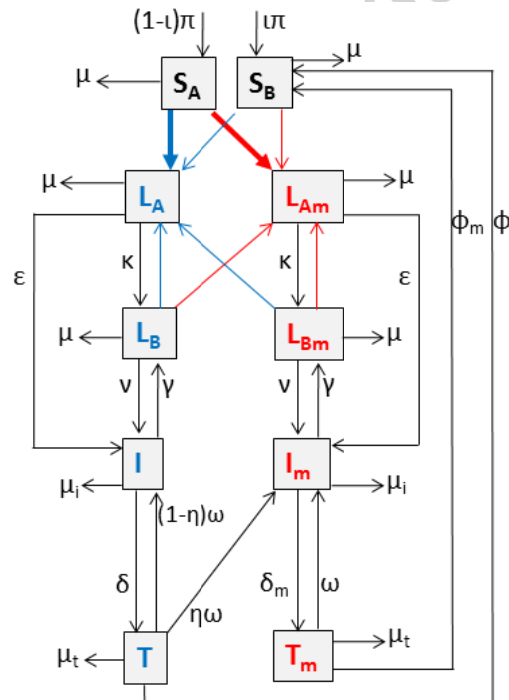 (1-ι)π ιπ
μ S_A S_B μ
μ L_A L_Am μ
ε κ κ ε ϕ_m ϕ
μ L_B L_Bm μ
ν γ ν γ
I I_m
μ_i (1-η)ω μ_i
δ ηω δ_m ω
μ_t T T_m μ_t